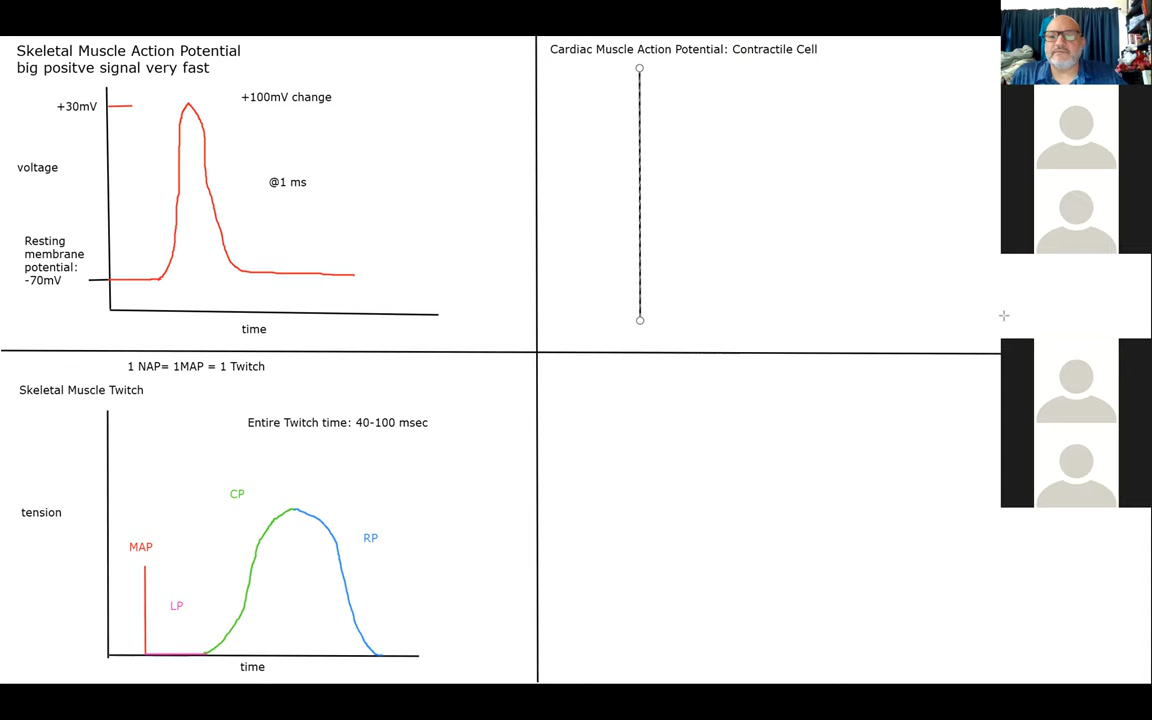 Skeletal Muscle Action Potential
big positve signal very fast
+30mV
+100mV change
voltage
@1 ms
Resting
membrane
potential:
-70mV
time
Cardiac Muscle Action Potential: Contractile Cell
1 NAP= 1MAP = 1 Twitch
Skeletal Muscle Twitch
Entire Twitch time: 40-100 msec
CP
tension
RP
MAP
LP
time